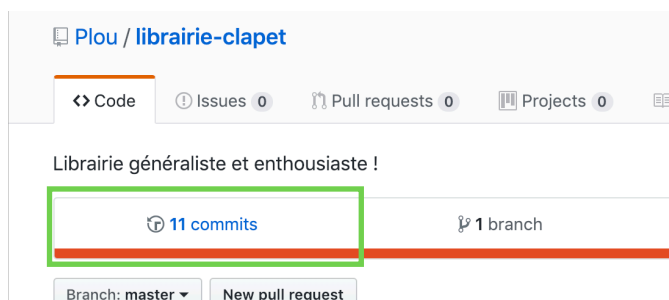 Plou / librairie-clapet
Code Issues 0 Pull requests 0 Projects 0
Librairie généraliste et enthousiaste !
11 commits 1 branch
Branch: master New pull request